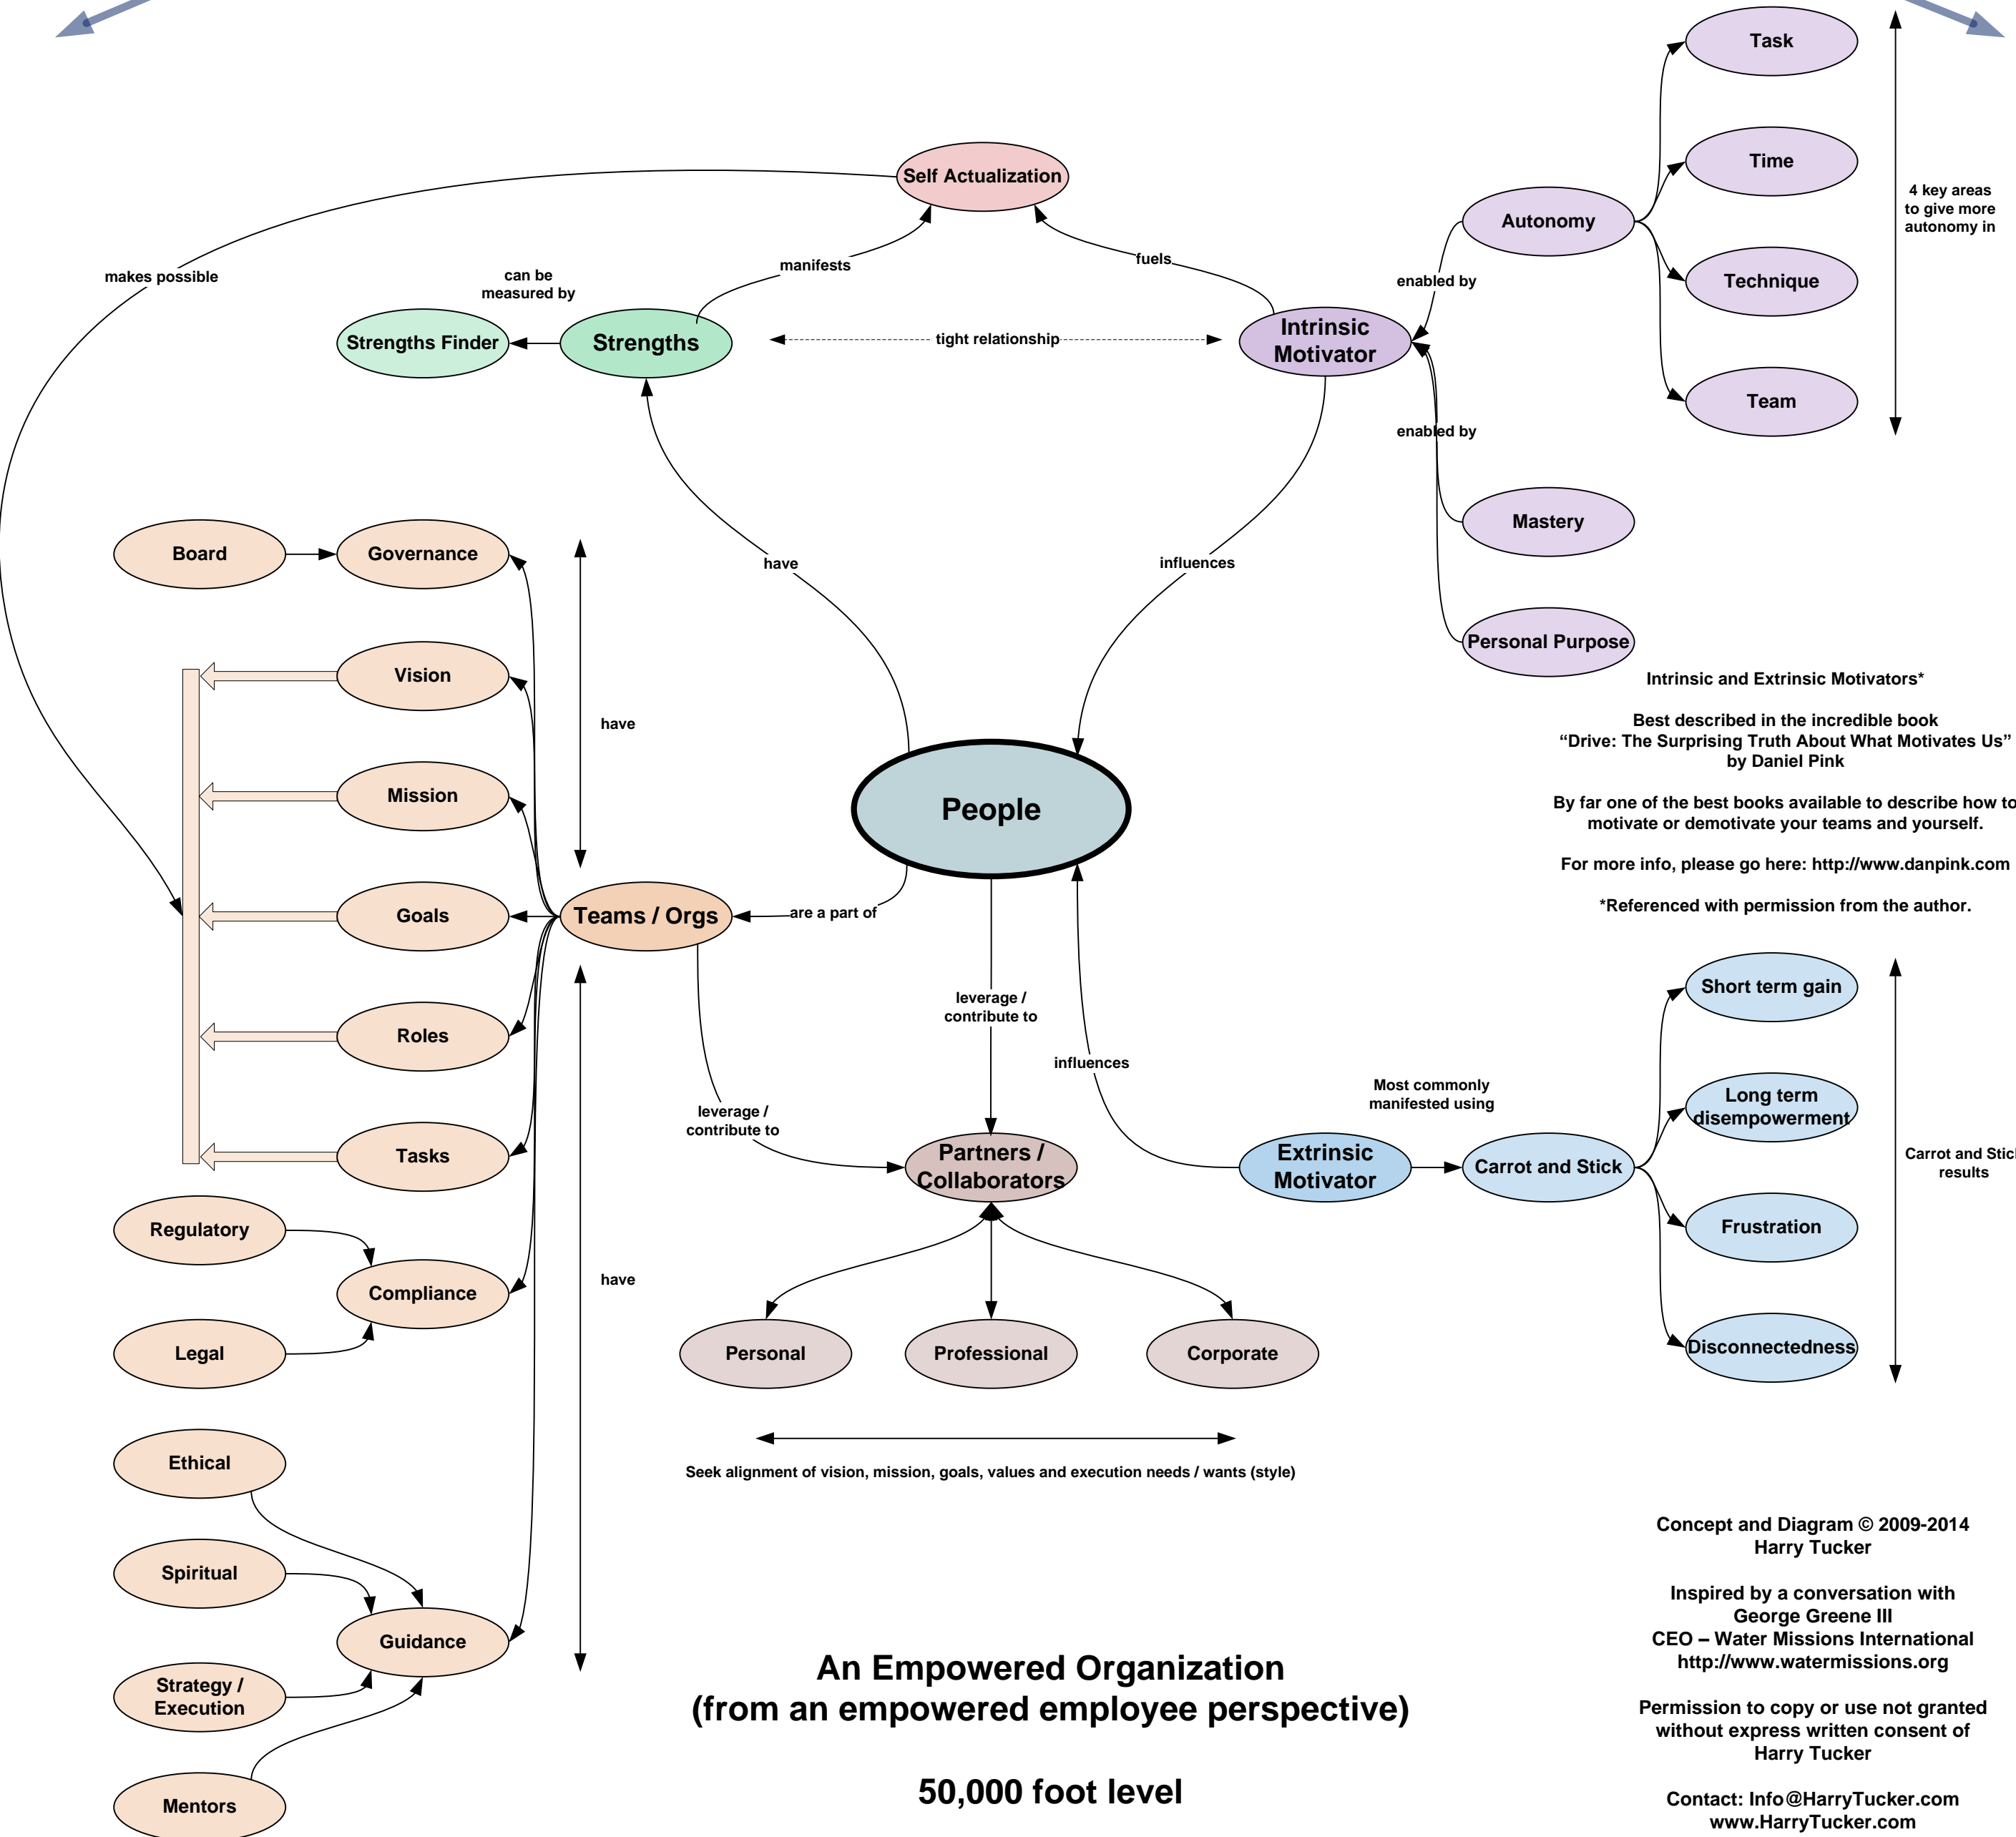 Task
Time
4 key areas
to give more
autonomy in
Autonomy
Technique
Team
Self Actualization
makes possible
manifests
fuels
can be
measured by
enabled by
Strengths Finder
Strengths
tight relationship
Intrinsic
Motivator
enabled by
Mastery
Personal Purpose
have
influences
Board
Governance
Vision
have
Mission
Goals
Roles
Tasks
People
Teams / Orgs
are a part of
Intrinsic and Extrinsic Motivators*
Best described in the incredible book
“Drive: The Surprising Truth About What Motivates Us”
by Daniel Pink
By far one of the best books available to describe how to
motivate or demotivate your teams and yourself.
For more info, please go here: http://www.danpink.com
*Referenced with permission from the author.
leverage /
contribute to
influences
leverage /
contribute to
Most commonly
manifested using
Partners /
Collaborators
Extrinsic
Motivator
Carrot and Stick
Short term gain
Long term
disempowerment
Frustration
Disconnectedness
Carrot and Stick
results
Regulatory
Compliance
Legal
have
Personal
Professional
Corporate
Seek alignment of vision, mission, goals, values and execution needs / wants (style)
Ethical
Spiritual
Guidance
Strategy /
Execution
Mentors
An Empowered Organization
(from an empowered employee perspective)
50,000 foot level
Concept and Diagram © 2009-2014
Harry Tucker
Inspired by a conversation with
George Greene III
CEO – Water Missions International
http://www.watermissions.org
Permission to copy or use not granted
without express written consent of
Harry Tucker
Contact: Info@HarryTucker.com
www.HarryTucker.com